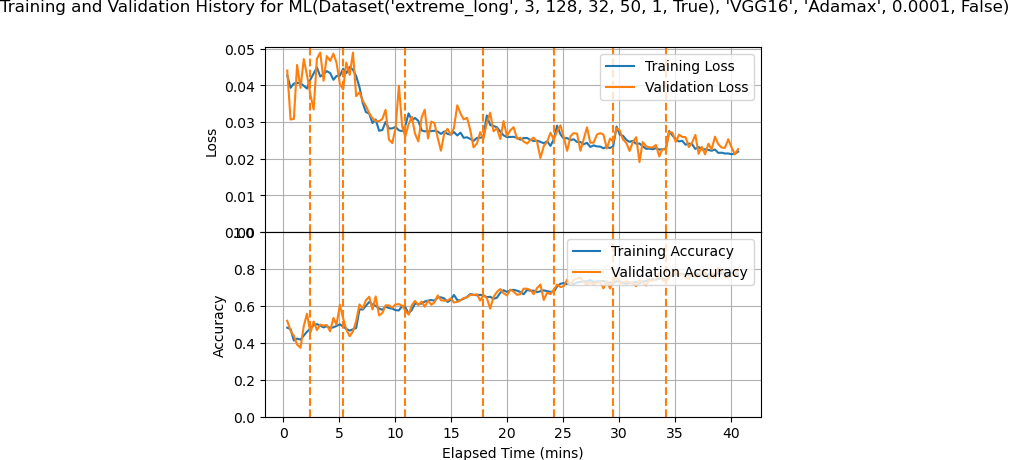 Training and Validation History for ML(Dataset('extreme_long', 3, 128, 32, 50, 1, True), 'VGG16', 'Adamax', 0.0001, False)
0.05
0.04
0.03
0.02
0.01
0.00
Loss
Training Loss
Validation Loss
1.0
0.8
0.6
0.4
0.2
0.0
Accuracy
Training Accuracy
Validation Accuracy
0 5 10 15 20 25 30 35 40
Elapsed Time (mins)